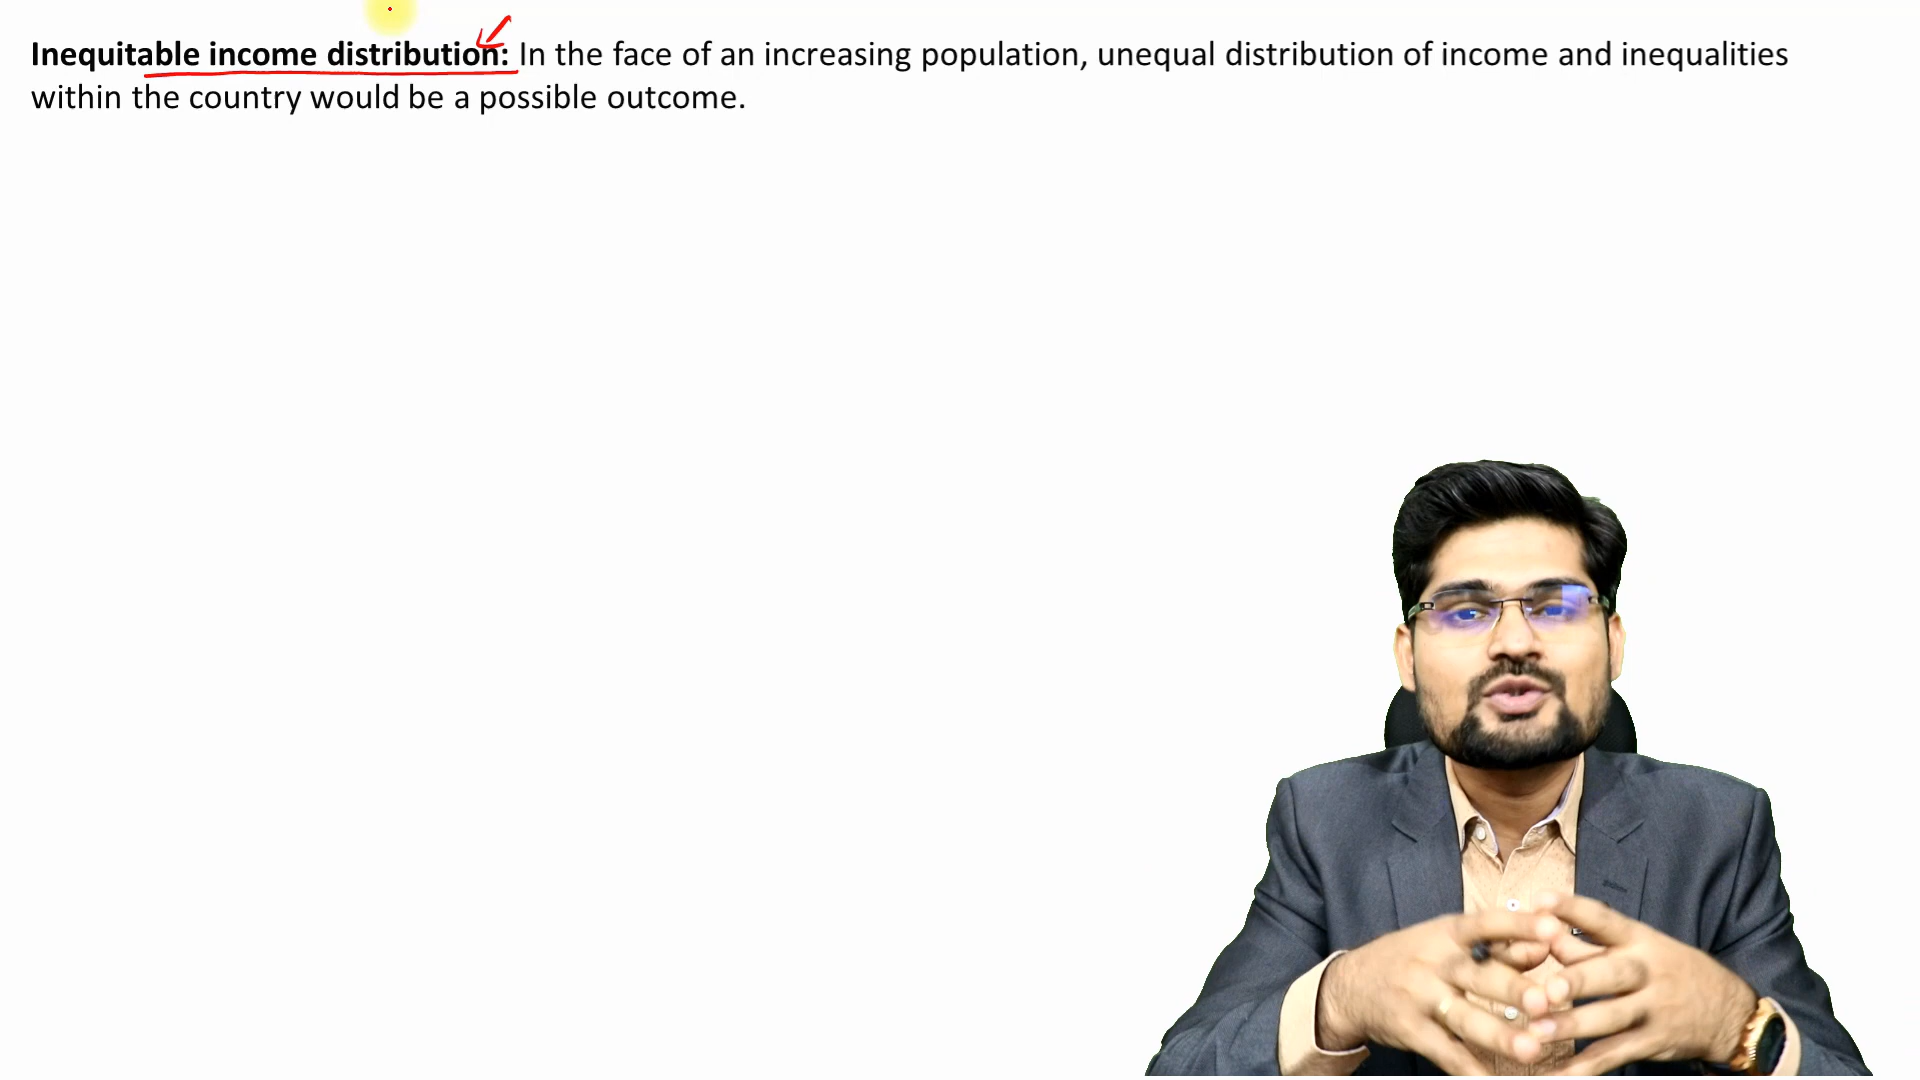 Inequitable income distribution: In the face of an increasing population, unequal distribution of income and inequalities
within the country would be a possible outcome.